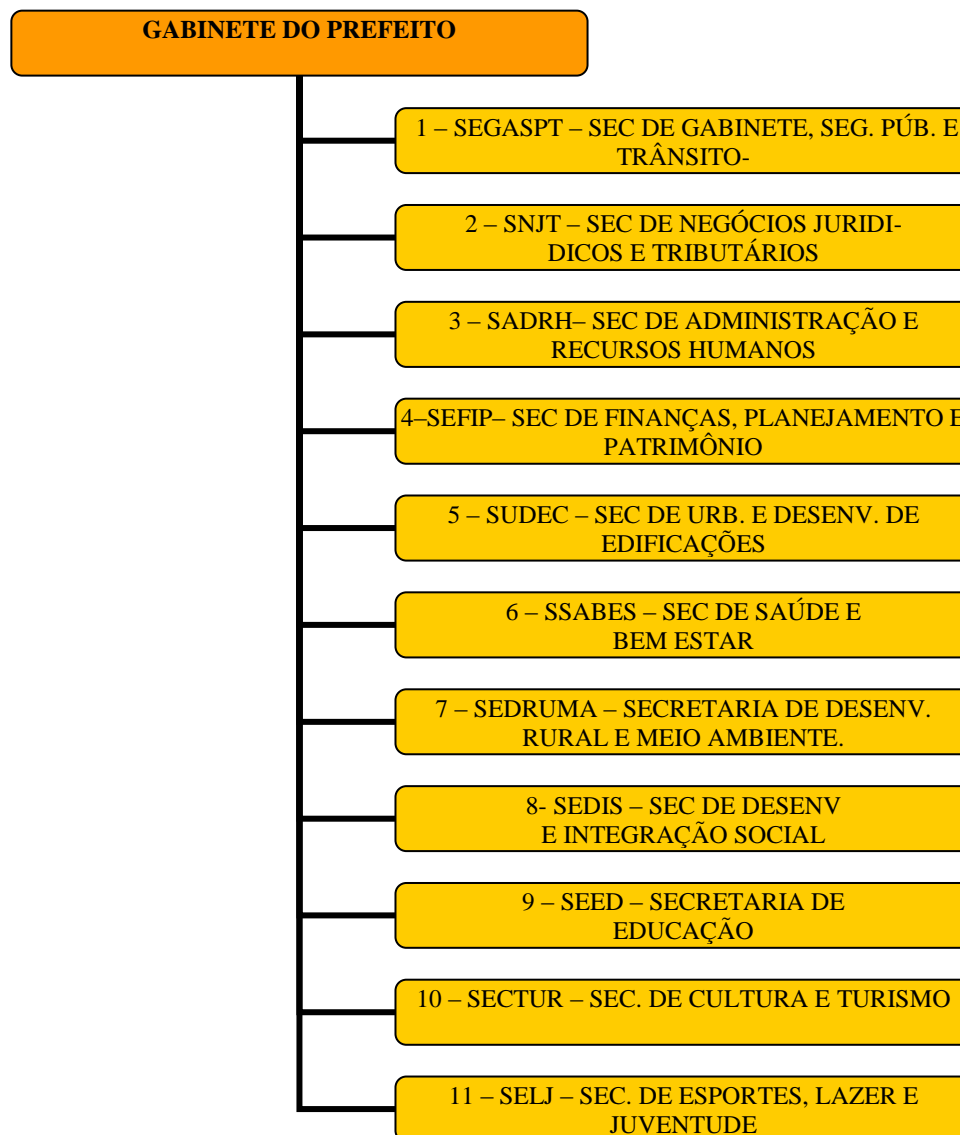 GABINETE DO PREFEITO
1 – SEGASPT – SEC DE GABINETE, SEG. PÚB. E
TRÂNSITO-
2 – SNJT – SEC DE NEGÓCIOS JURIDI-
DICOS E TRIBUTÁRIOS
3 – SADRH– SEC DE ADMINISTRAÇÃO E
RECURSOS HUMANOS
4–SEFIP– SEC DE FINANÇAS, PLANEJAMENTO E
PATRIMÔNIO
5 – SUDEC – SEC DE URB. E DESENV. DE
EDIFICAÇÕES
6 – SSABES – SEC DE SAÚDE E
BEM ESTAR
7 – SEDRUMA – SECRETARIA DE DESENV.
RURAL E MEIO AMBIENTE.
8- SEDIS – SEC DE DESENV
E INTEGRAÇÃO SOCIAL
9 – SEED – SECRETARIA DE
EDUCAÇÃO
10 – SECTUR – SEC. DE CULTURA E TURISMO
11 – SELJ – SEC. DE ESPORTES, LAZER E
JUVENTUDE